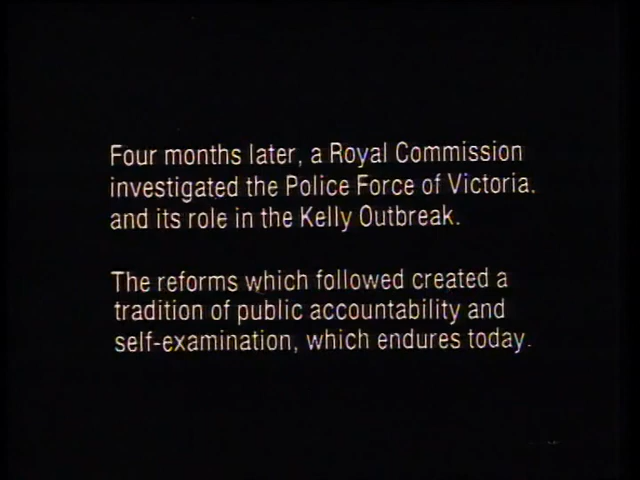 Four months later, a Royal Commission
investigated the Police Force of Victoria.
and its role in the Kelly Outbreak.
The reforms which followed created a
tradition of public accountability and
self-examination, which endures today.